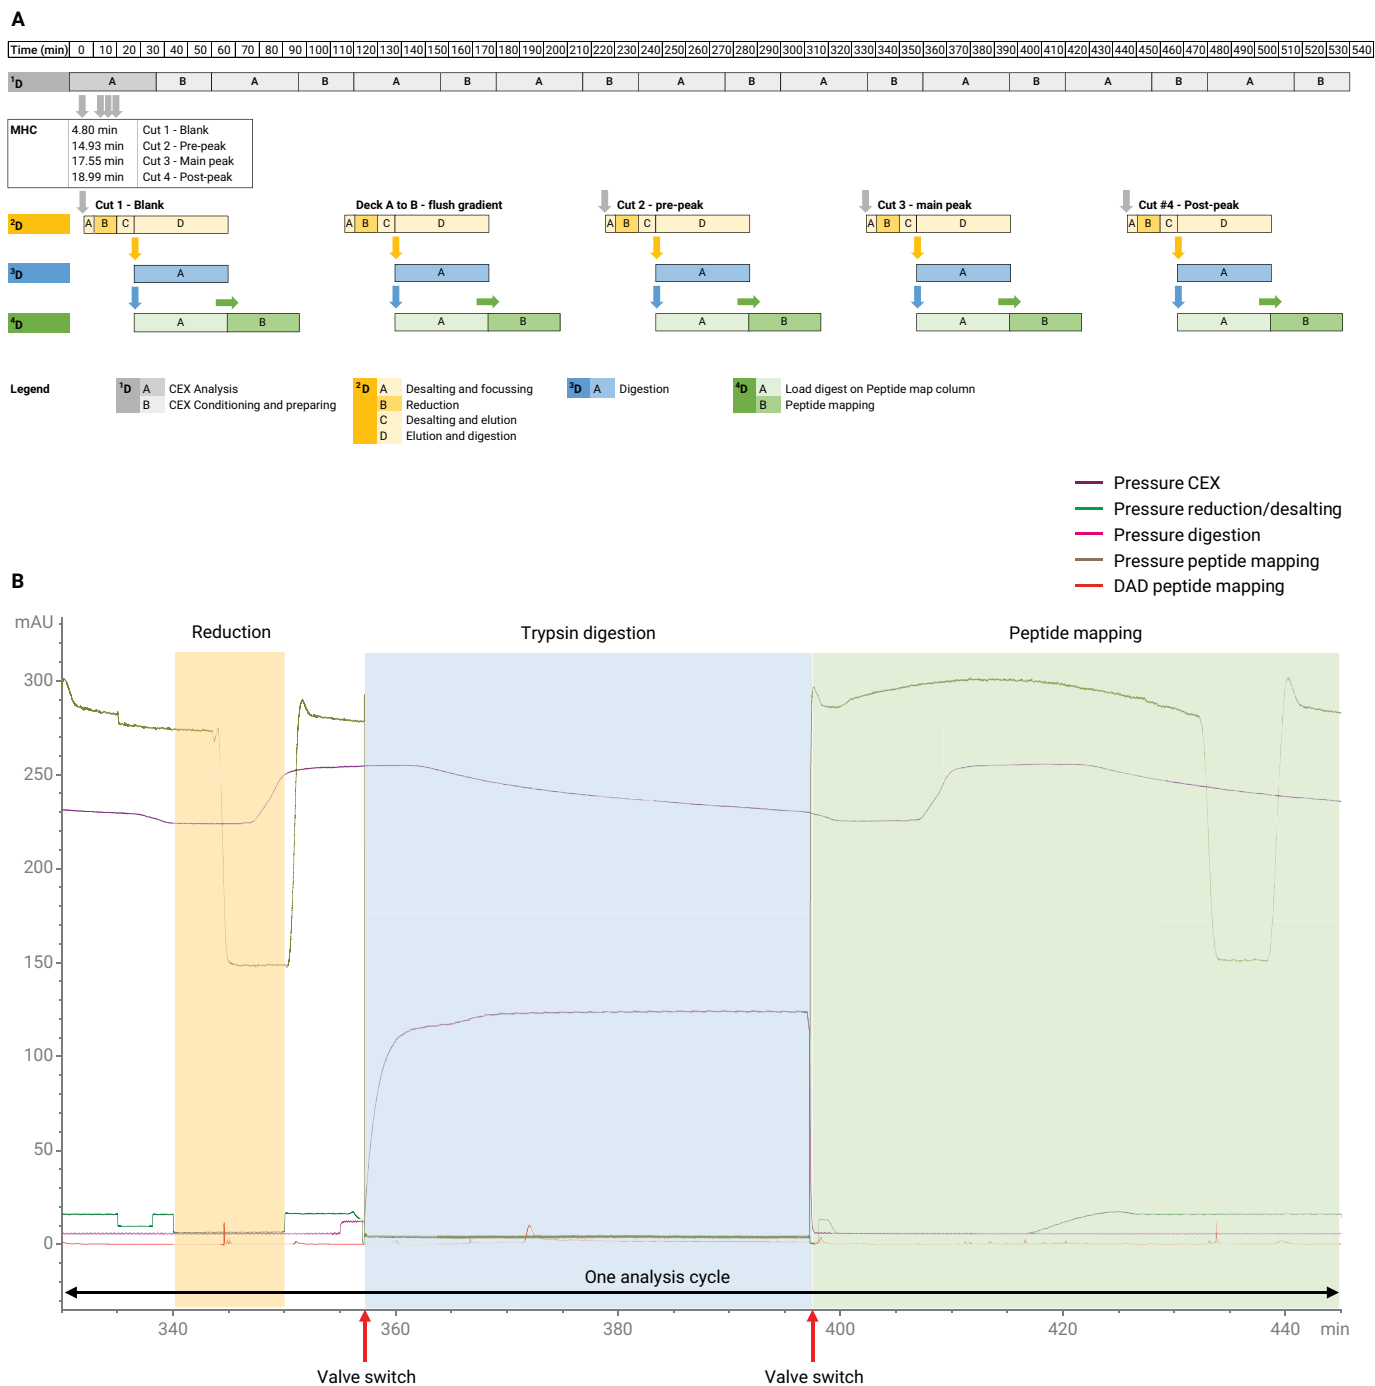 A
Time (min) 0 10 20 30 40 50 60 70 80 90 100 110 120 130 140 150 160 170 180 190 200 210 220 230 240 250 260 270 280 290 300 310 320 330 340 350 360 370 380 390 400 410 420 430 440 450 460 470 480 490 500 510 520 530 540
1D A B A B A B A B A B A B A B A B A B
MHC 4.80 min Cut 1 - Blank
14.93 min Cut 2 - Pre-peak
17.55 min Cut 3 - Main peak
18.99 min Cut 4 - Post-peak
Cut 1 - Blank Deck A to B - flush gradient Cut 2 - pre-peak Cut 3 - main peak Cut #4 - Post-peak
2D A B C D A B C D A B C D A B C D A B C D
3D A A A A A
4D A B A B A B A B A B
Legend
1D A CEX Analysis
B CEX Conditioning and preparing
2D A Desalting and focussing
B Reduction
C Desalting and elution
D Elution and digestion
3D A Digestion
4D A Load digest on Peptide map column
B Peptide mapping
Pressure CEX
Pressure reduction/desalting
Pressure digestion
Pressure peptide mapping
DAD peptide mapping
B
mAU
Reduction Trypsin digestion Peptide mapping
300
250
200
150
100
50
0
One analysis cycle
340 360 380 400 420 440 min
Valve switch Valve switch